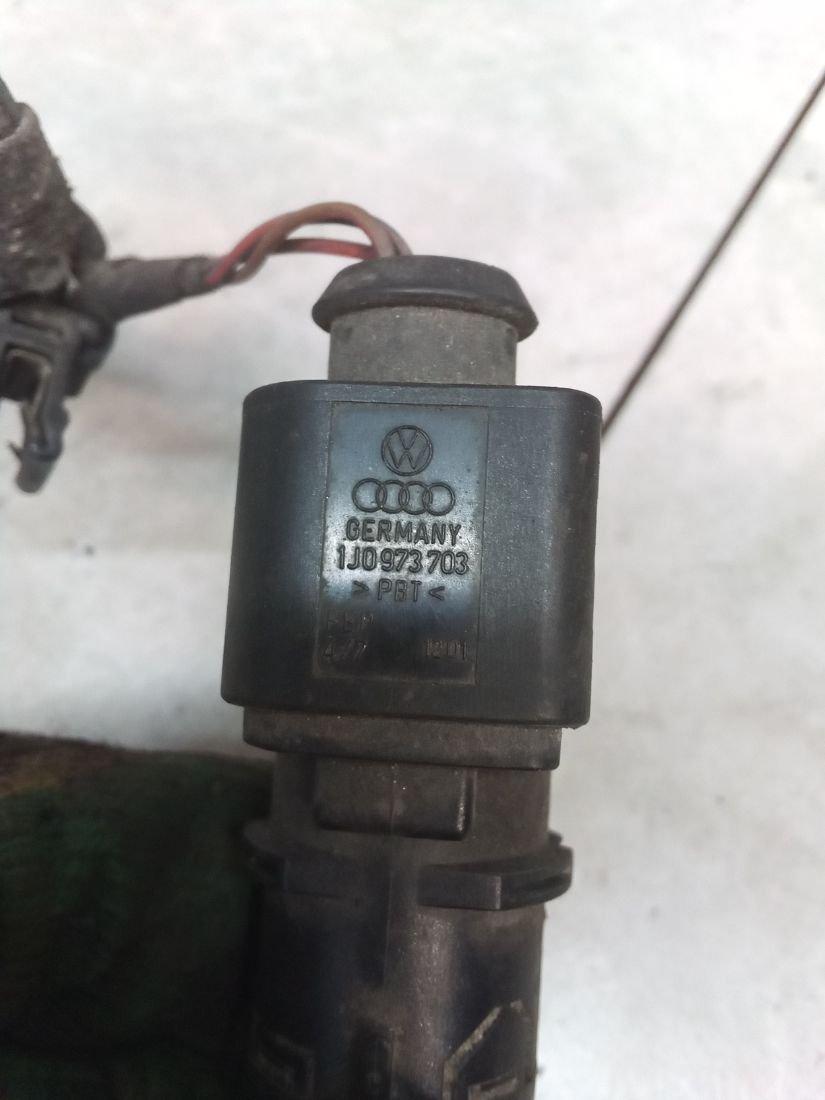 GERMANY
1J0 973 703
> PBT <